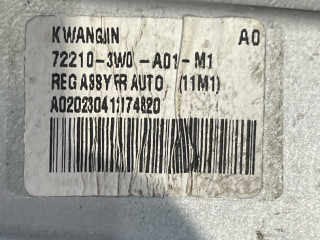 KWANGJIN A0
72210-3W0-A01-M1
REG ASSY FR AUTO (11M1)
A02023041174820